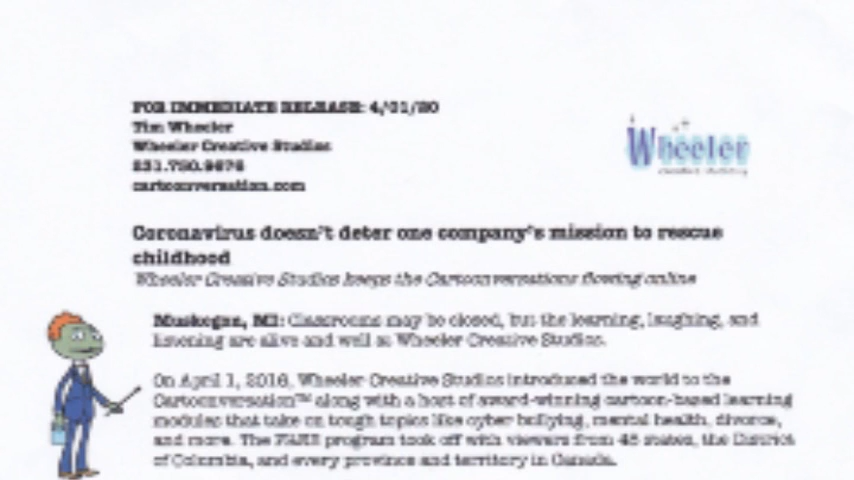 FOR IMMEDIATE RELEASE: 4/01/20
Tim Wheeler
Wheeler Creative Studios
cartoonversation.com
Wheeler
Coronavirus doesn't deter one company's mission to rescue
childhood
Wheeler Creative Studios keeps the Cartoonversations flowing online
Muskegon, MI: Classrooms may be closed, but the learning, laughing, and
listening are alive and well at Wheeler Creative Studios.
On April 1, 2016, Wheeler Creative Studios introduced the world to the
Cartoonversation™ along with a host of award-winning cartoon-based learning
modules that take on tough topics like cyber bullying, mental health, divorce,
and more. The program took off with viewers from 48 states, the District
of Columbia, and every province and territory in Canada.